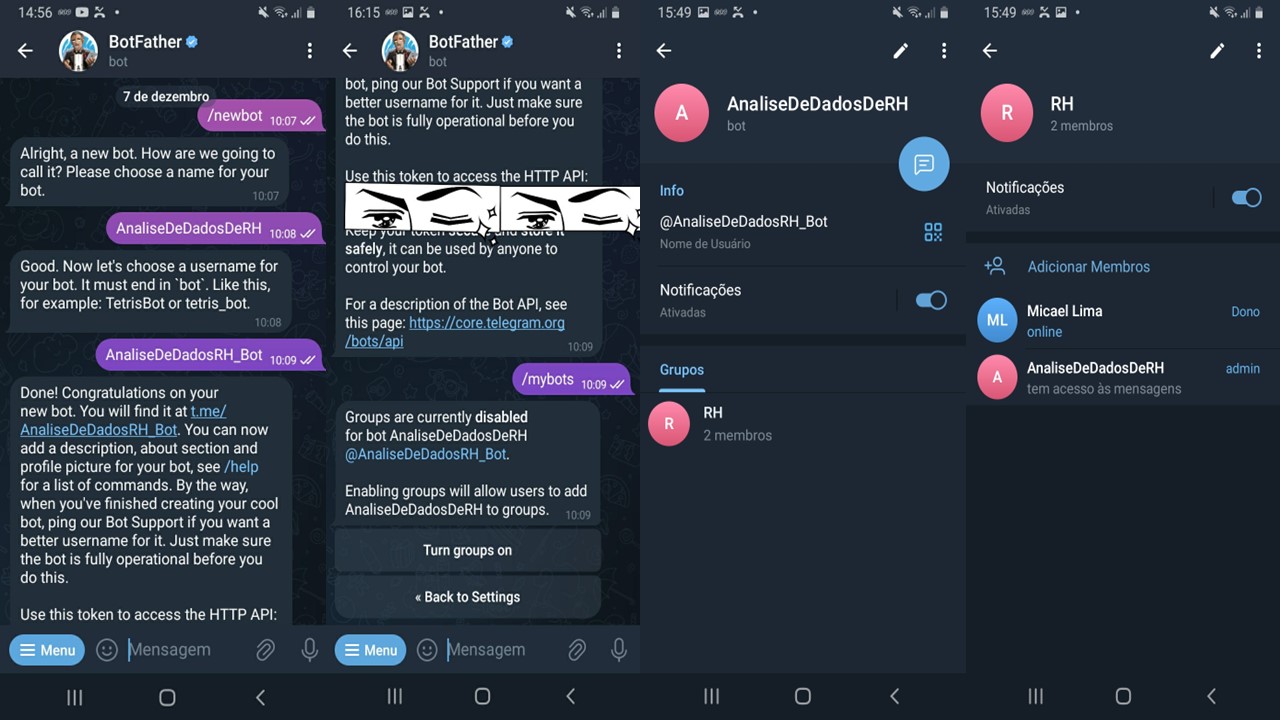 14:56
BotFather
bot
7 de dezembro
/newbot 10:07
Alright, a new bot. How are we going to
call it? Please choose a name for your
bot.
10:07
AnaliseDeDadosDeRH 10:08
Good. Now let's choose a username for
your bot. It must end in `bot`. Like this,
for example: TetrisBot or tetris_bot.
10:08
AnaliseDeDadosRH_Bot 10:09
Done! Congratulations on your
new bot. You will find it at t.me/
AnaliseDeDadosRH_Bot. You can now
add a description, about section and
profile picture for your bot, see /help
for a list of commands. By the way,
when you've finished creating your cool
bot, ping our Bot Support if you want a
better username for it. Just make sure
the bot is fully operational before you
do this.
Use this token to access the HTTP API:
Menu
Mensagem
16:15
BotFather
bot
bot, ping our Bot Support if you want a
better username for it. Just make sure
the bot is fully operational before you
do this.
Use this token to access the HTTP API:
Keep your token secure and store it
safely, it can be used by anyone to
control your bot.
For a description of the Bot API, see
this page: https://core.telegram.org
/bots/api
10:09
/mybots 10:09
Groups are currently disabled
for bot AnaliseDeDadosDeRH
@AnaliseDeDadosRH_Bot.
Enabling groups will allow users to add
AnaliseDeDadosDeRH to groups.
10:09
Turn groups on
« Back to Settings
Menu
Mensagem
15:49
A
AnaliseDeDadosDeRH
bot
Info
@AnaliseDeDadosRH_Bot
Nome de Usuário
Notificações
Ativadas
Grupos
R
RH
2 membros
15:49
R
RH
2 membros
Notificações
Ativadas
Adicionar Membros
ML
Micael Lima
Dono
online
A
AnaliseDeDadosDeRH
admin
tem acesso às mensagens